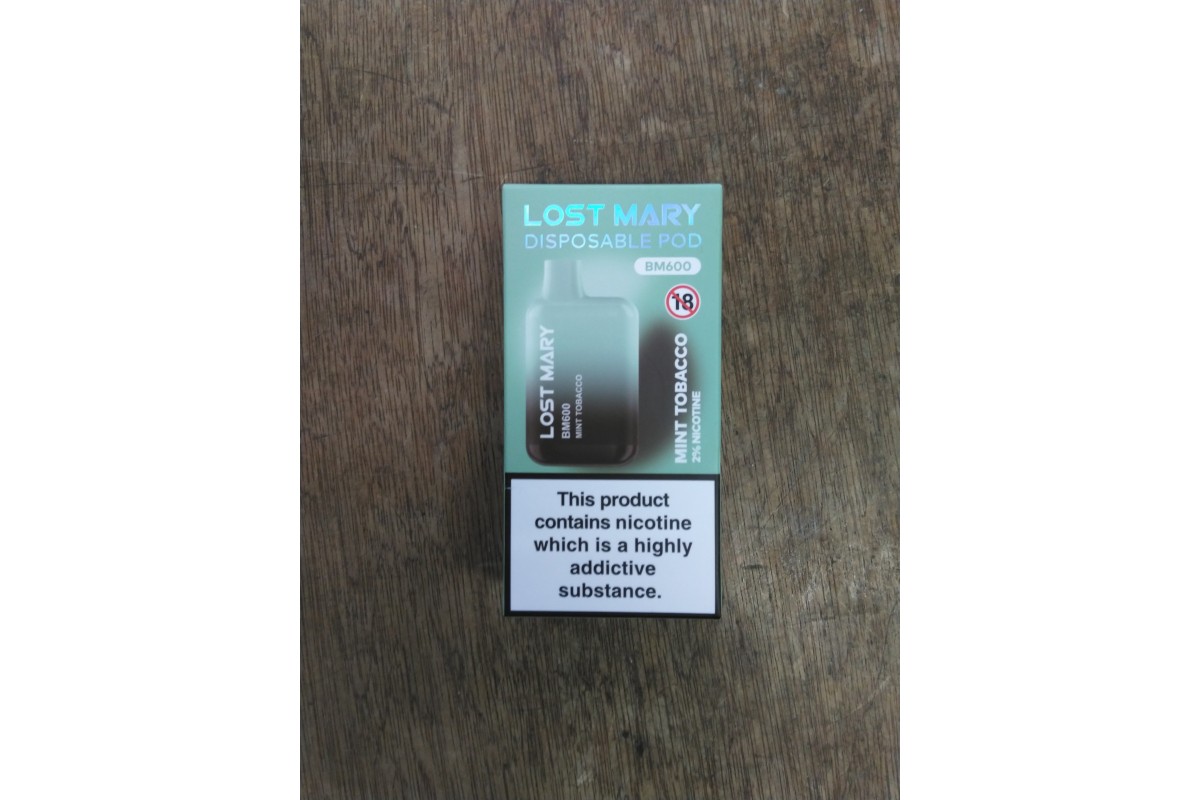 LOST MARY
DISPOSABLE POD
BM600
18
LOST MARY
BM600
MINT TOBACCO
MINT TOBACCO
2% NICOTINE
This product
contains nicotine
which is a highly
addictive
substance.